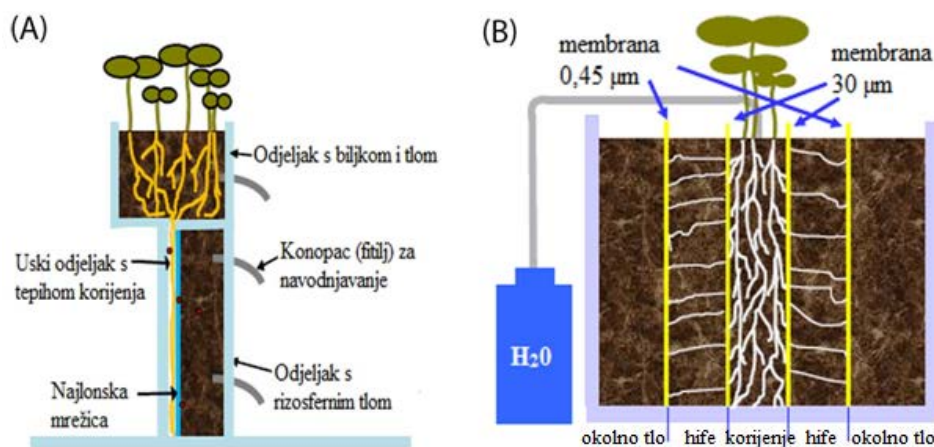 (A)
Odjeljak s biljkom i tlom
Uski odjeljak s
tepihom korijenja
Konopac (fitilj) za
navodnjavanje
Najlonska
mrežica
Odjeljak s
rizosfernim tlom
(B)
membrana
0,45 µm
membrana
30 µm
H20
okolno tlo hife korijenje hife okolno tlo